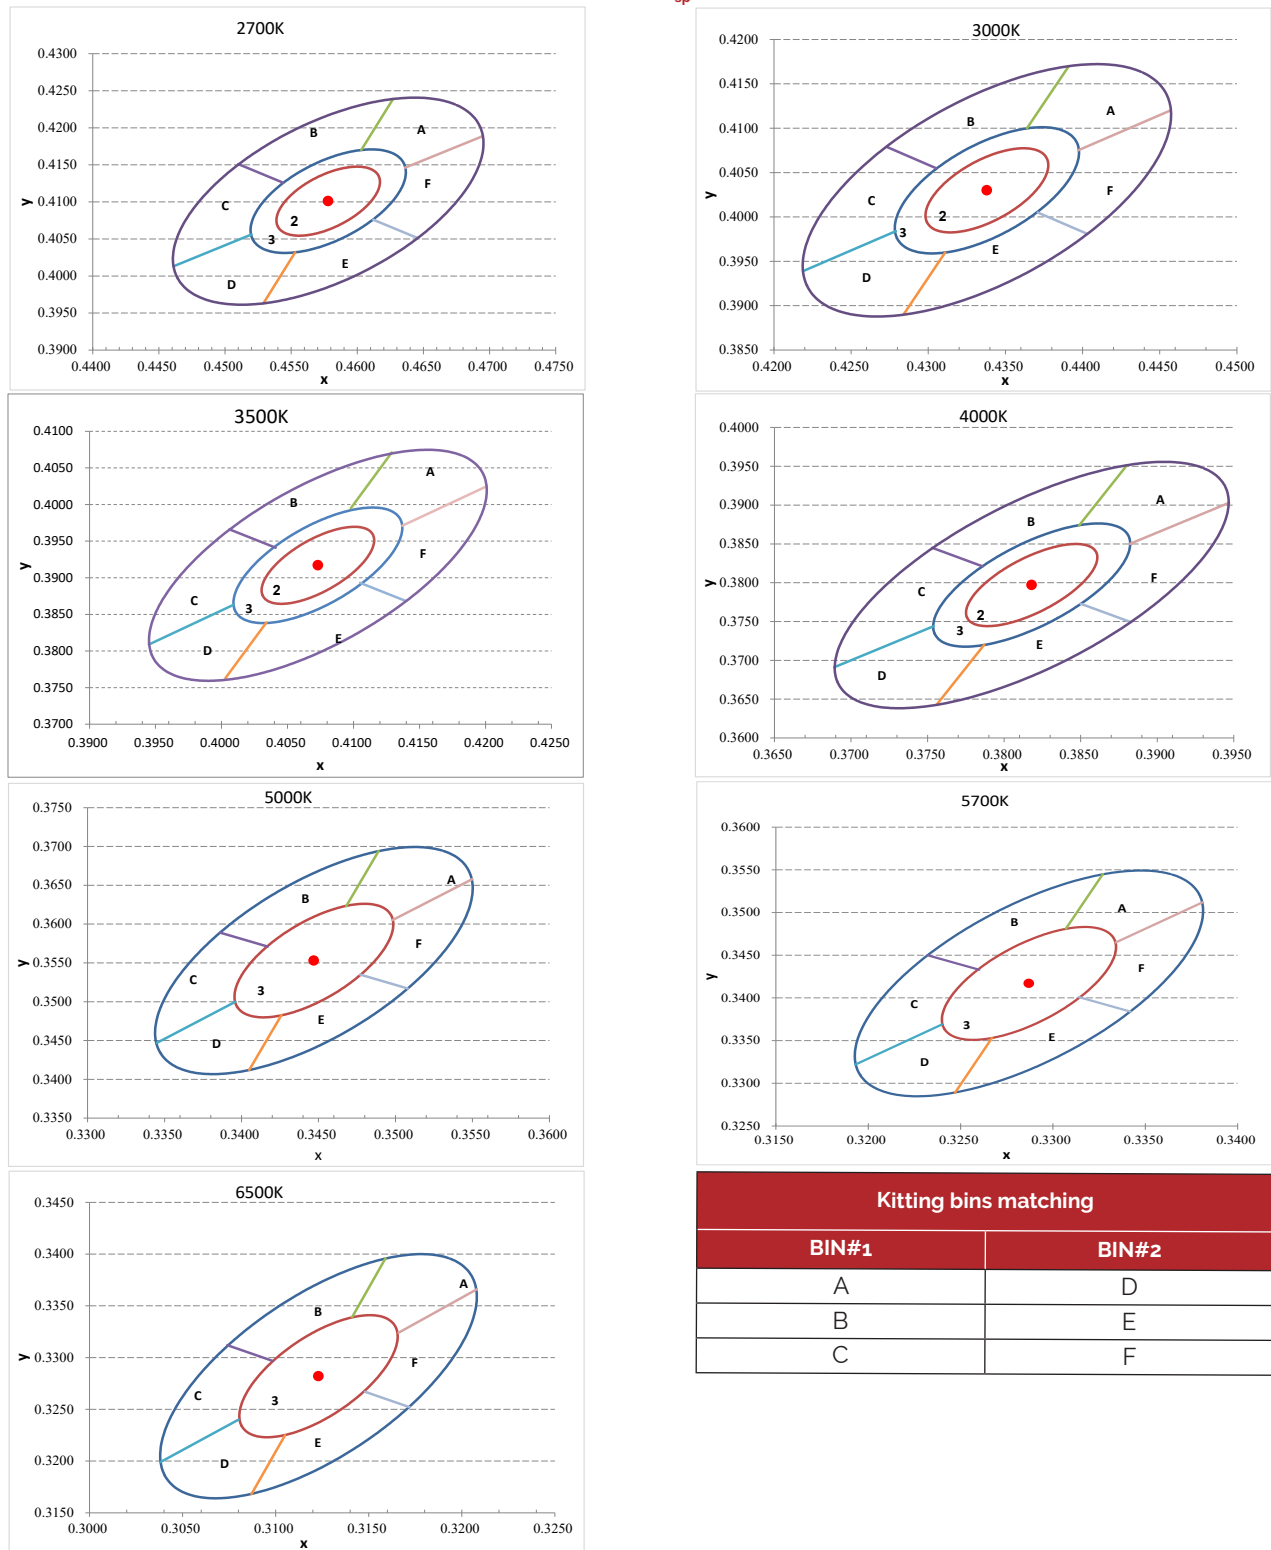 sp
2700K
0.4300
0.4250
0.4200
0.4150
0.4100
0.4050
0.4000
0.3950
0.3900
y
B
A
F
C
2
3
E
D
0.4400 0.4450 0.4500 0.4550 0.4600 0.4650 0.4700 0.4750
x
3000K
0.4200
0.4150
0.4100
0.4050
0.4000
0.3950
0.3900
0.3850
y
A
B
F
C
2
3
E
D
0.4200 0.4250 0.4300 0.4350 0.4400 0.4450 0.4500
x
3500K
0.4100
0.4050
0.4000
0.3950
0.3900
0.3850
0.3800
0.3750
0.3700
y
A
B
F
2
C
3
E
D
0.3900 0.3950 0.4000 0.4050 0.4100 0.4150 0.4200 0.4250
x
4000K
0.4000
0.3950
0.3900
0.3850
0.3800
0.3750
0.3700
0.3650
0.3600
y
A
B
F
C
2
3
E
D
0.3650 0.3700 0.3750 0.3800 0.3850 0.3900 0.3950
x
5000K
0.3750
0.3700
0.3650
0.3600
0.3550
0.3500
0.3450
0.3400
0.3350
y
A
B
F
C
3
E
D
0.3300 0.3350 0.3400 0.3450 0.3500 0.3550 0.3600
x
5700K
0.3600
0.3550
0.3500
0.3450
0.3400
0.3350
0.3300
0.3250
y
A
B
F
C
3
E
D
0.3150 0.3200 0.3250 0.3300 0.3350 0.3400
x
6500K
0.3450
0.3400
0.3350
0.3300
0.3250
0.3200
0.3150
y
A
B
F
C
3
E
D
0.3000 0.3050 0.3100 0.3150 0.3200 0.3250
x
Kitting bins matching
BIN#1 BIN#2
A D
B E
C F